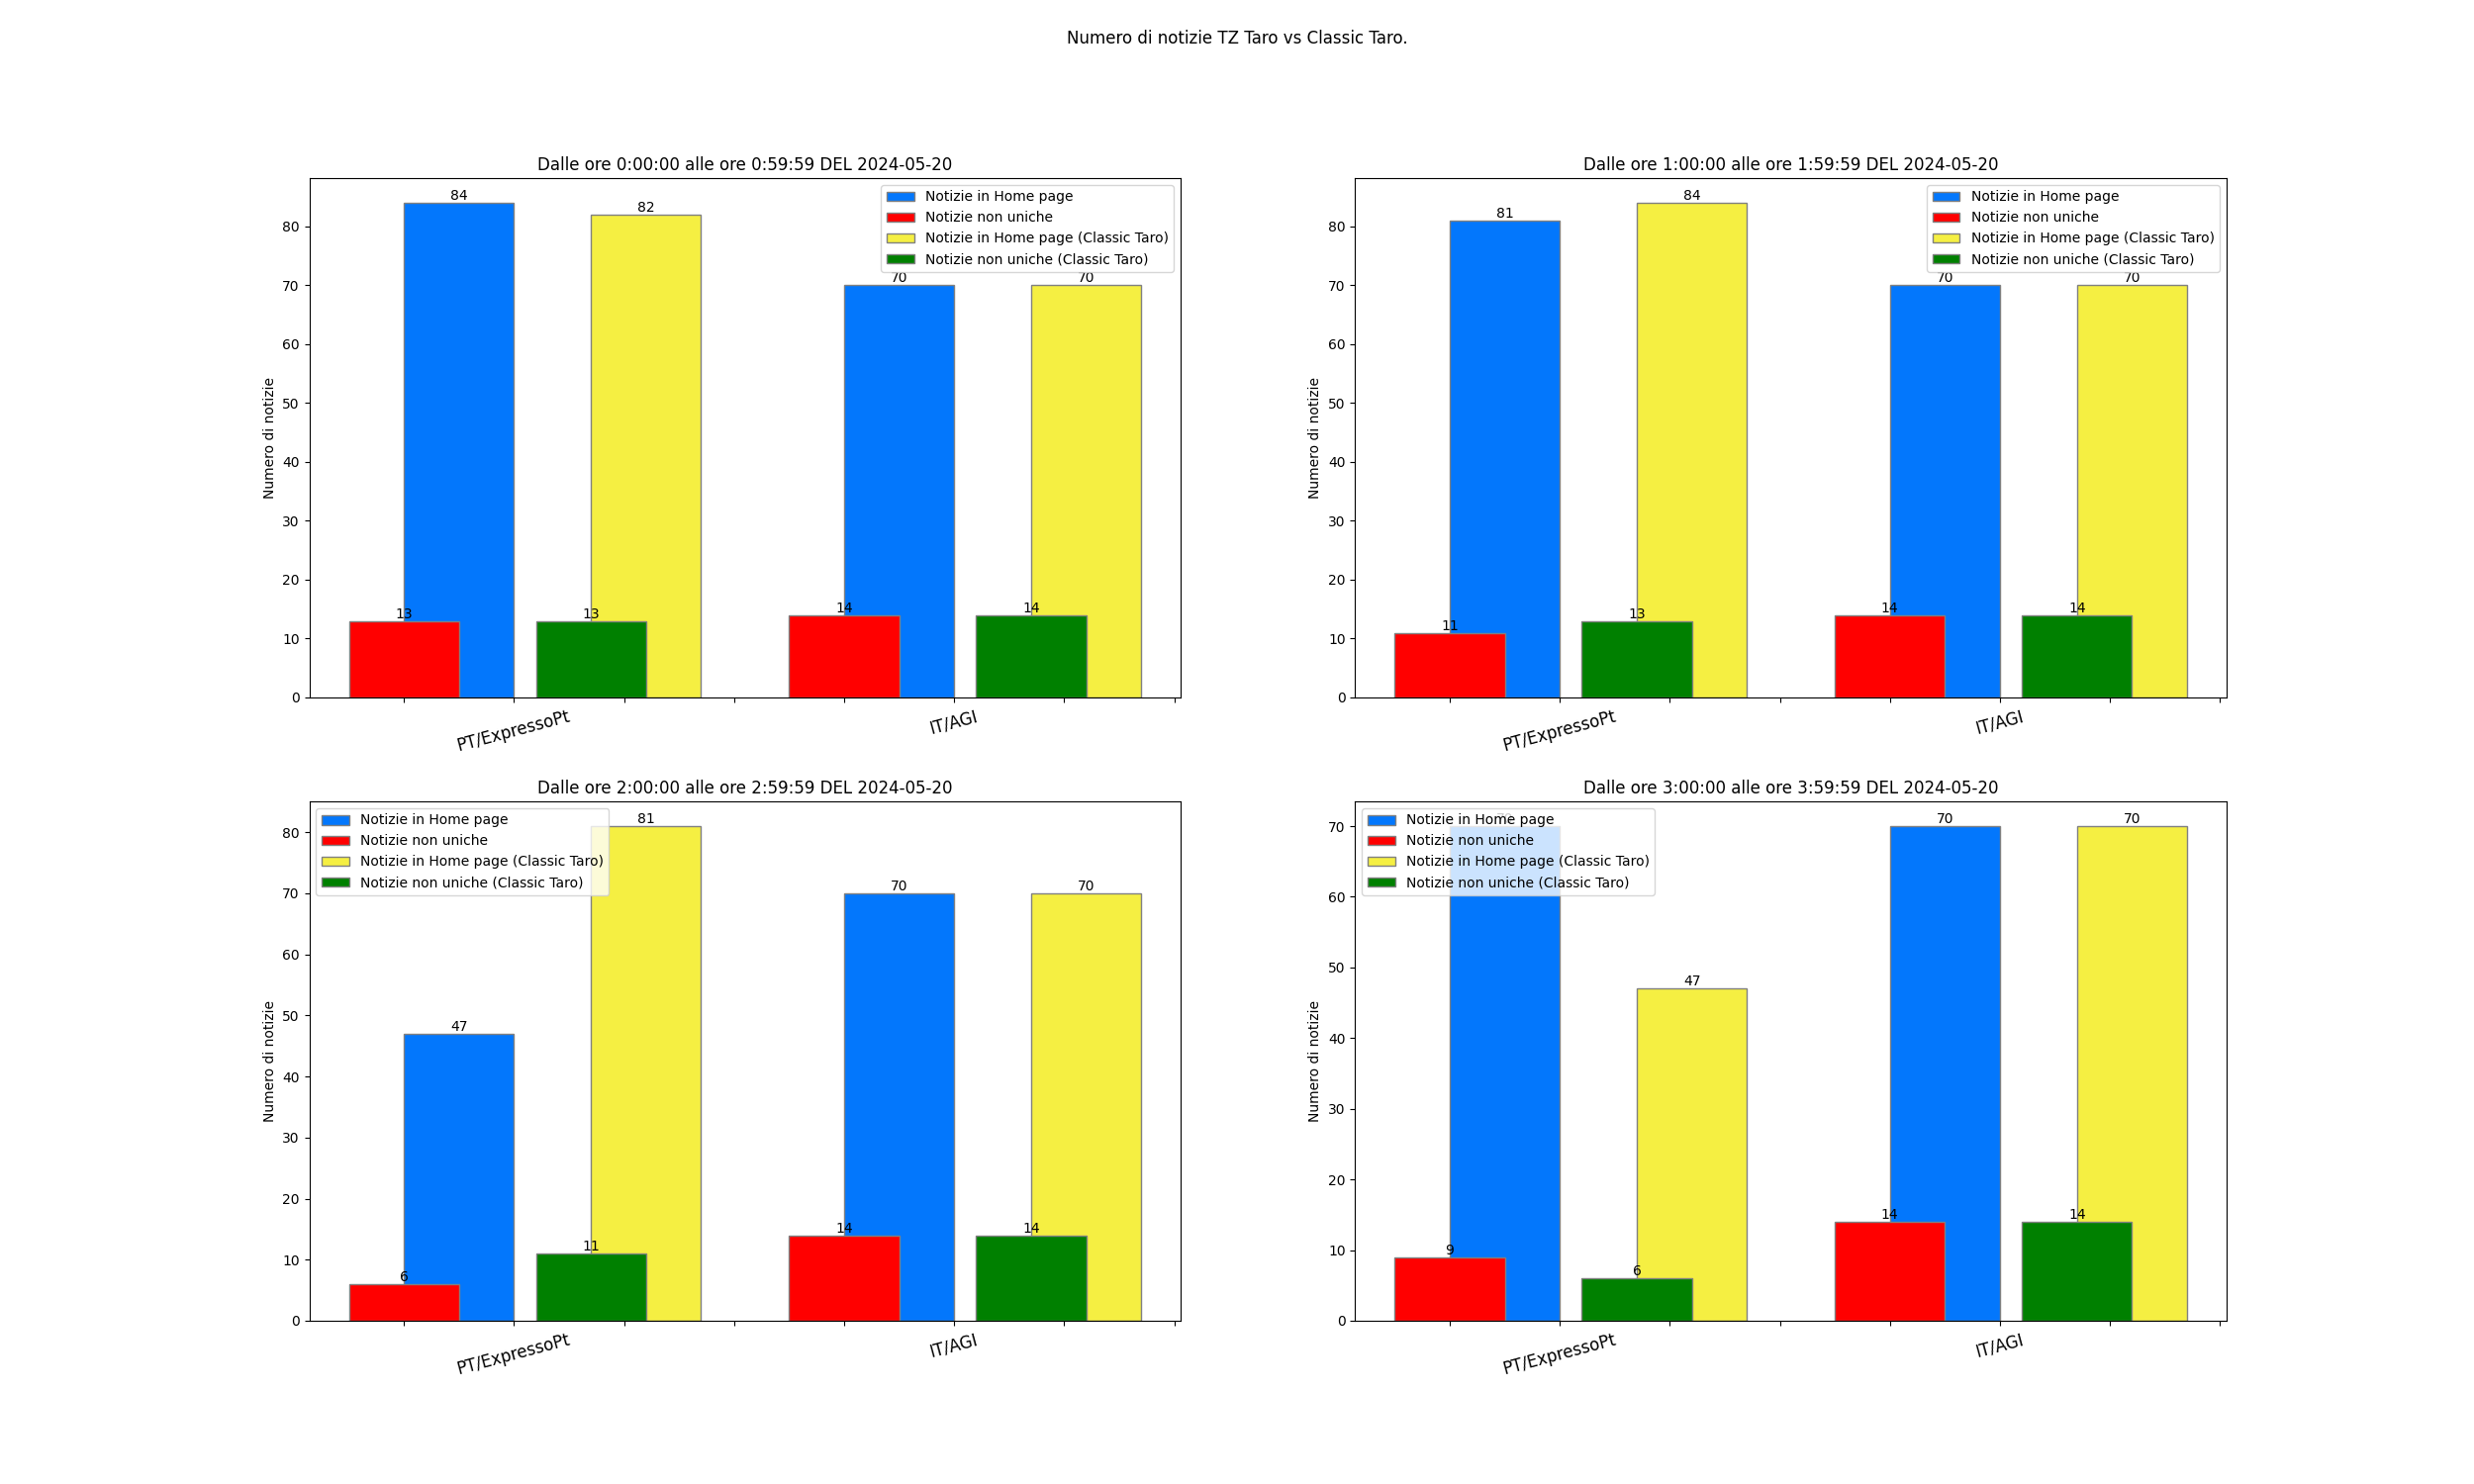 Numero di notizie TZ Taro vs Classic Taro.
Dalle ore 0:00:00 alle ore 0:59:59 DEL 2024-05-20
Numero di notizie
80
70
60
50
40
30
20
10
0
84
82
70
70
13
13
14
14
Notizie in Home page
Notizie non uniche
Notizie in Home page (Classic Taro)
Notizie non uniche (Classic Taro)
PT/ExpressoPt
IT/AGI
Dalle ore 1:00:00 alle ore 1:59:59 DEL 2024-05-20
Numero di notizie
80
70
60
50
40
30
20
10
0
81
84
70
70
11
13
14
14
Notizie in Home page
Notizie non uniche
Notizie in Home page (Classic Taro)
Notizie non uniche (Classic Taro)
PT/ExpressoPt
IT/AGI
Dalle ore 2:00:00 alle ore 2:59:59 DEL 2024-05-20
Numero di notizie
80
70
60
50
40
30
20
10
0
47
81
70
70
6
11
14
14
Notizie in Home page
Notizie non uniche
Notizie in Home page (Classic Taro)
Notizie non uniche (Classic Taro)
PT/ExpressoPt
IT/AGI
Dalle ore 3:00:00 alle ore 3:59:59 DEL 2024-05-20
Numero di notizie
70
60
50
40
30
20
10
0
47
70
70
9
6
14
14
Notizie in Home page
Notizie non uniche
Notizie in Home page (Classic Taro)
Notizie non uniche (Classic Taro)
PT/ExpressoPt
IT/AGI